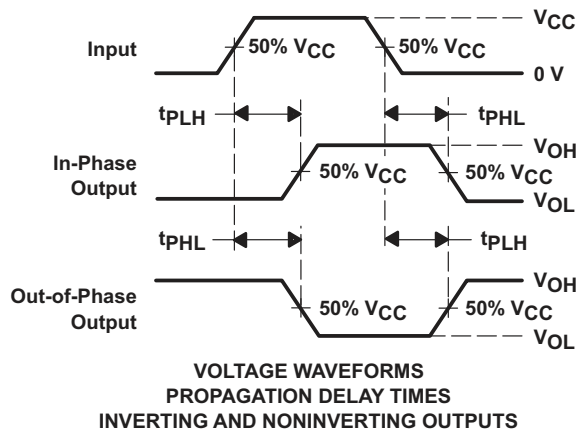 VCC
Input
50% VCC
50% VCC
0 V
tPLH
tPHL
VOH
In-Phase
Output
50% VCC
50% VCC
VOL
tPHL
tPLH
VOH
Out-of-Phase
Output
50% VCC
50% VCC
VOL
VOLTAGE WAVEFORMS
PROPAGATION DELAY TIMES
INVERTING AND NONINVERTING OUTPUTS